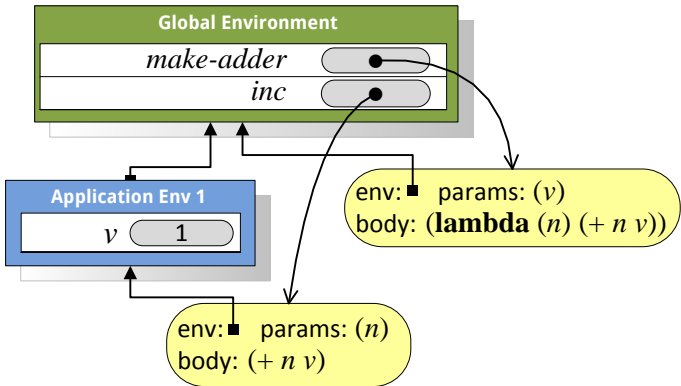 Global Environment
make-adder
inc
Application Env 1
v 1
env: params: (v)
body: (lambda (n) (+ n v))
env: params: (n)
body: (+ n v)